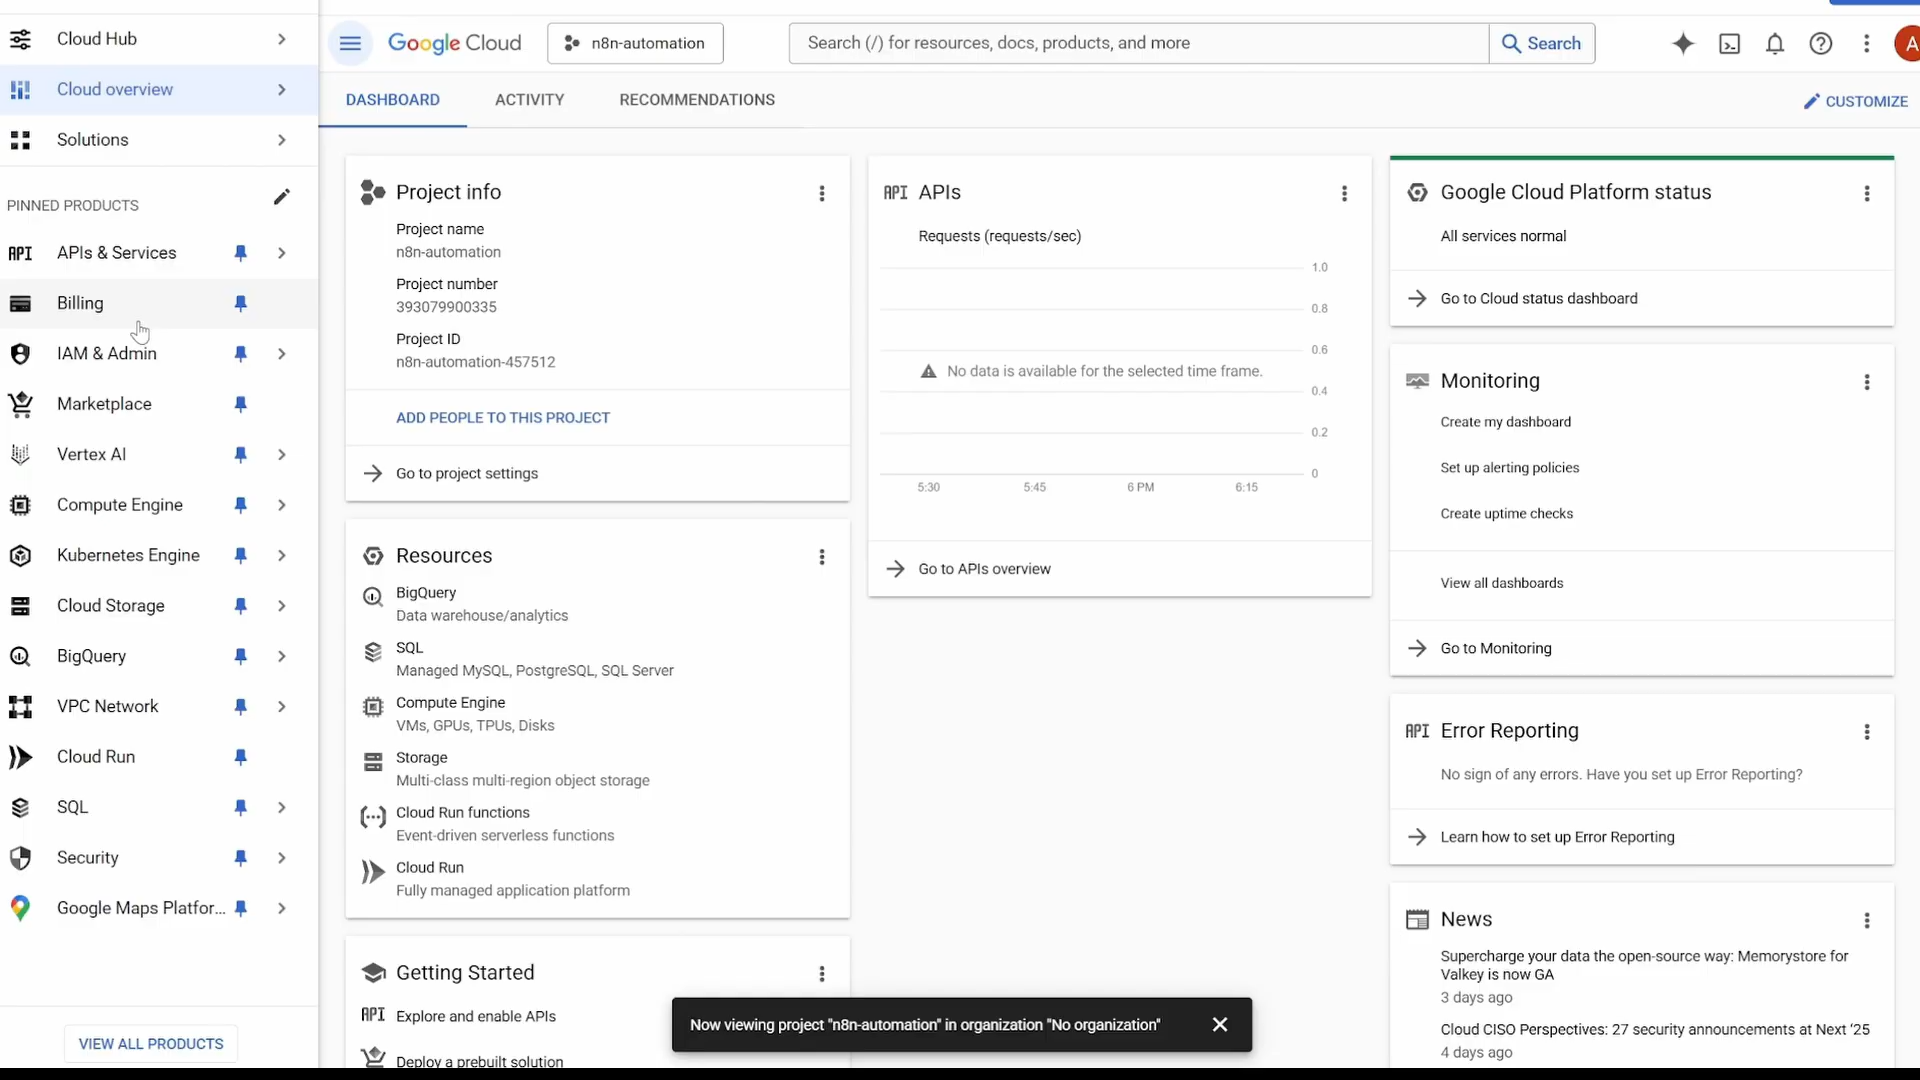 Cloud Hub
Cloud overview
Solutions
PINNED PRODUCTS
API APIs & Services
Billing
IAM & Admin
Marketplace
Vertex AI
Compute Engine
Kubernetes Engine
Cloud Storage
BigQuery
VPC Network
Cloud Run
SQL
Security
Google Maps Platfor...
VIEW ALL PRODUCTS
Google Cloud
n8n-automation
Search (/) for resources, docs, products, and more
Search
A
DASHBOARD
ACTIVITY
RECOMMENDATIONS
CUSTOMIZE
Project info
Project name
n8n-automation
Project number
393079900335
Project ID
n8n-automation-457512
ADD PEOPLE TO THIS PROJECT
Go to project settings
Resources
BigQuery
Data warehouse/analytics
SQL
Managed MySQL, PostgreSQL, SQL Server
Compute Engine
VMs, GPUs, TPUs, Disks
Storage
Multi-class multi-region object storage
Cloud Run functions
Event-driven serverless functions
Cloud Run
Fully managed application platform
Getting Started
API Explore and enable APIs
Deploy a prebuilt solution
API APIs
Requests (requests/sec)
1.0
0.8
0.6
No data is available for the selected time frame.
0.4
0.2
0
5:30 5:45 6 PM 6:15
Go to APIs overview
Google Cloud Platform status
All services normal
Go to Cloud status dashboard
Monitoring
Create my dashboard
Set up alerting policies
Create uptime checks
View all dashboards
Go to Monitoring
API Error Reporting
No sign of any errors. Have you set up Error Reporting?
Learn how to set up Error Reporting
News
Supercharge your data the open-source way: Memorystore for
Valkey is now GA
3 days ago
Cloud CISO Perspectives: 27 security announcements at Next '25
4 days ago
Now viewing project "n8n-automation" in organization "No organization"